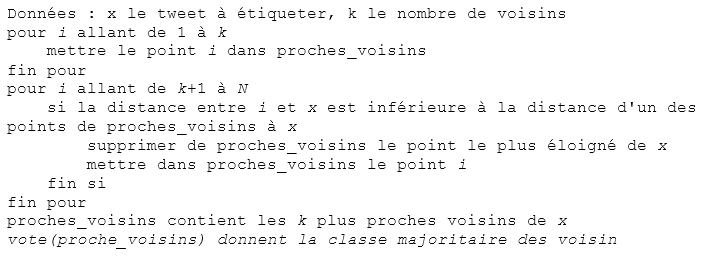 Données : x le tweet à étiqueter, k le nombre de voisins
pour i allant de 1 à k
    mettre le point i dans proches_voisins
fin pour
pour i allant de k+1 à N
    si la distance entre i et x est inférieure à la distance d'un des
points de proches_voisins à x
        supprimer de proches_voisins le point le plus éloigné de x
        mettre dans proches_voisins le point i
    fin si
fin pour
proches_voisins contient les k plus proches voisins de x
vote(proche_voisins) donnent la classe majoritaire des voisin